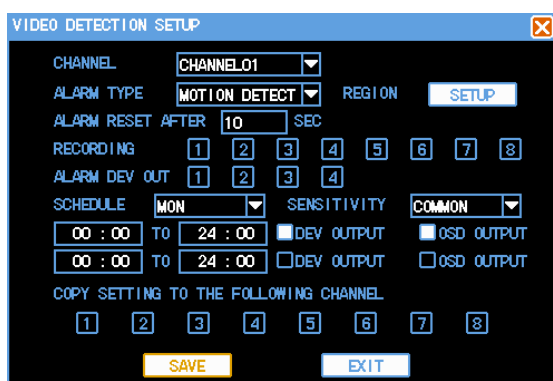 VIDEO DETECTION SETUP
CHANNEL CHANNEL01
ALARM TYPE MOTION DETECT REGION SETUP
ALARM RESET AFTER 10 SEC
RECORDING 1 2 3 4 5 6 7 8
ALARM DEV OUT 1 2 3 4
SCHEDULE MON SENSITIVITY COMMON
00 : 00 TO 24 : 00 DEV OUTPUT OSD OUTPUT
00 : 00 TO 24 : 00 DEV OUTPUT OSD OUTPUT
COPY SETTING TO THE FOLLOWING CHANNEL
1 2 3 4 5 6 7 8
SAVE EXIT